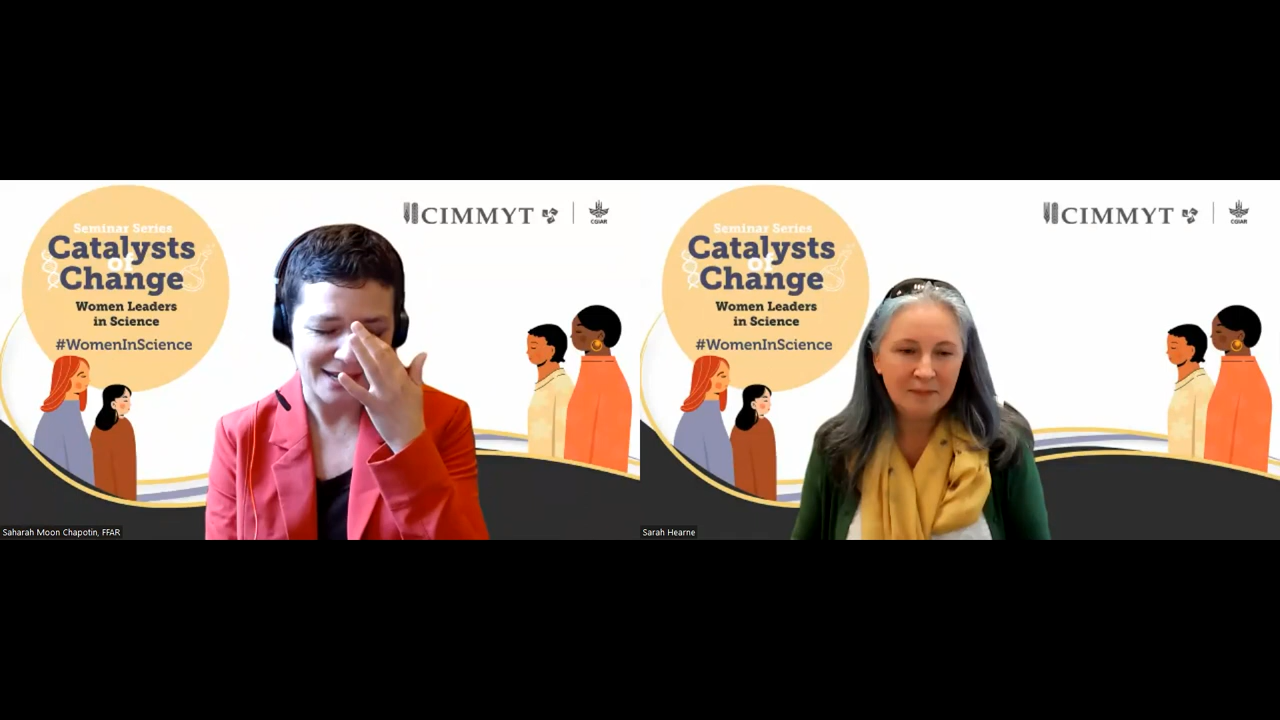 Seminar Series
Catalysts
of
Change
Women Leaders
in Science
#WomenInScience
CIMMYT
CGIAR
Saharah Moon Chapotin, FFAR
Seminar Series
Catalysts
of
Change
Women Leaders
in Science
#WomenInScience
CIMMYT
CGIAR
Sarah Hearne